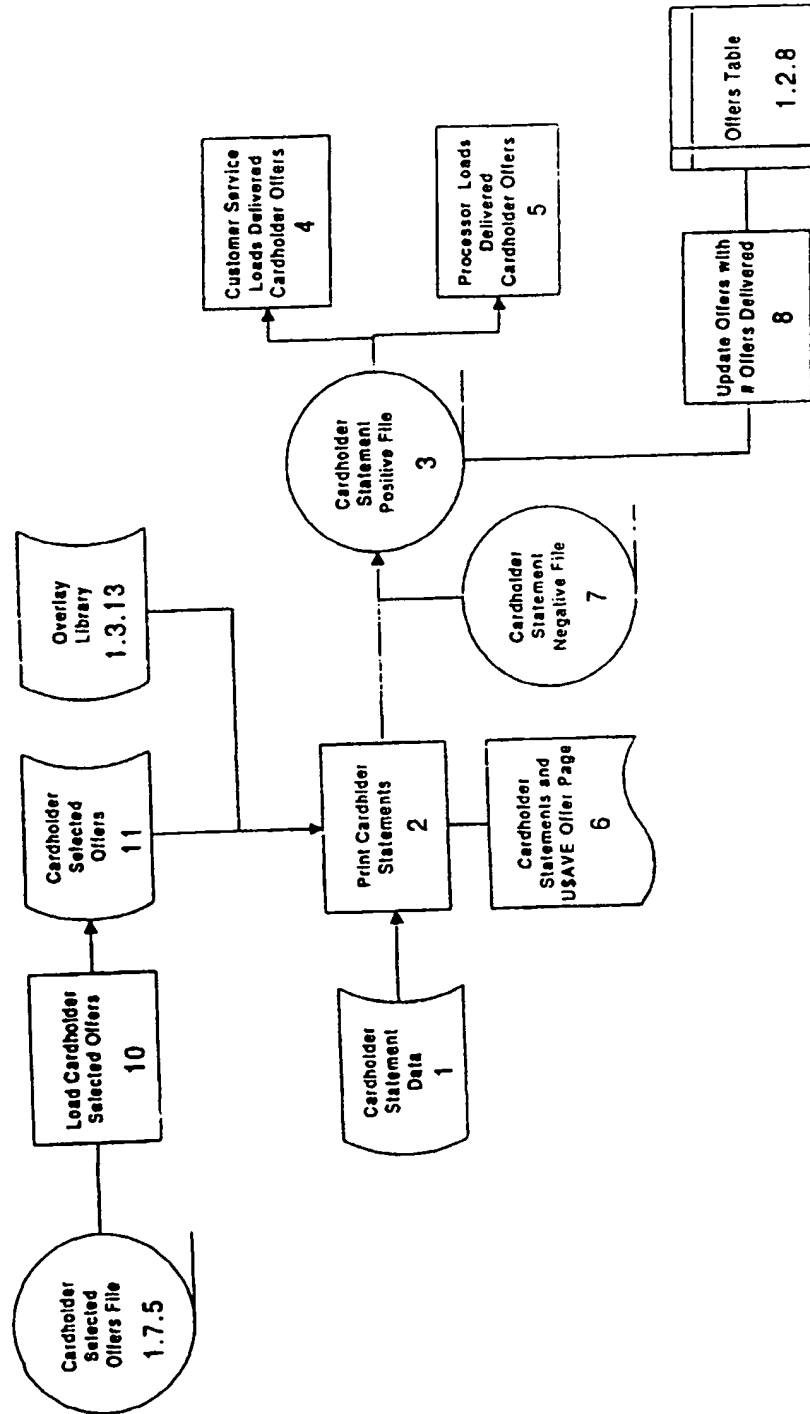 Cardholder
Selected
Offers File
1.7.5
Load Cardholder
Selected Offers
10
Cardholder
Selected
Offers
11
Overlay
Library
1.3.13
Cardholder
Statement
Data
1
Print Cardhlder
Statements
2
Cardholder
Statements and
U$AVE Offer Page
6
Cardholder
Statement
Negative File
7
Cardholder
Statement
Positive File
3
Customer Service
Loads Delivered
Cardholder Offers
4
Processor Loads
Delivered
Cardholder Offers
5
Update Offers with
# Offers Delivered
8
Offers Table
1.2.8